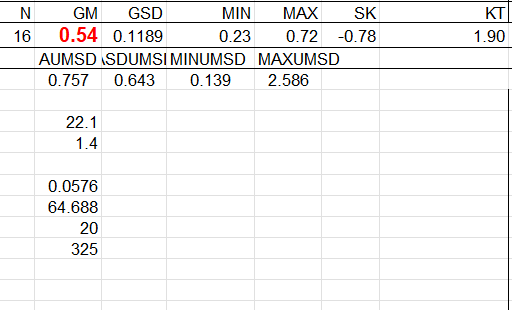 N GM GSD MIN MAX SK KT
16 0.54 0.1189 0.23 0.72 -0.78 1.90
AUMSD MINUMSD MAXUMSD
0.757 0.643 0.139 2.586
22.1
1.4
0.0576
64.688
20
325